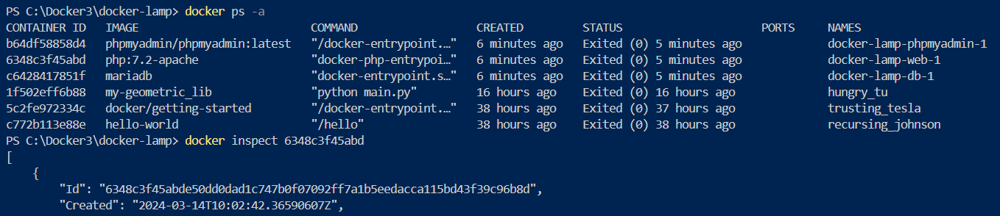 PS C:\Docker3\docker-lamp> docker ps -a
CONTAINER ID   IMAGE                          COMMAND                  CREATED         STATUS                     PORTS     NAMES
b64df58858d4   phpmyadmin/phpmyadmin:latest   "/docker-entrypoint.…"   6 minutes ago   Exited (0) 5 minutes ago             docker-lamp-phpmyadmin-1
6348c3f45abd   php:7.2-apache                 "docker-php-entrypoi…"   6 minutes ago   Exited (0) 5 minutes ago             docker-lamp-web-1
c6428417851f   mariadb                        "docker-entrypoint.s…"   6 minutes ago   Exited (0) 5 minutes ago             docker-lamp-db-1
1f502eff6b88   my-geometric_lib               "python main.py"         16 hours ago    Exited (0) 16 hours ago              hungry_tu
5c2fe972334c   docker/getting-started         "/docker-entrypoint.…"   38 hours ago    Exited (0) 37 hours ago              trusting_tesla
c772b113e88e   hello-world                    "/hello"                 38 hours ago    Exited (0) 38 hours ago              recursing_johnson
PS C:\Docker3\docker-lamp> docker inspect 6348c3f45abd
[
    {
        "Id": "6348c3f45abde50dd0dad1c747b0f07092ff7a1b5eedacca115bd43f39c96b8d",
        "Created": "2024-03-14T10:02:42.36590607Z",